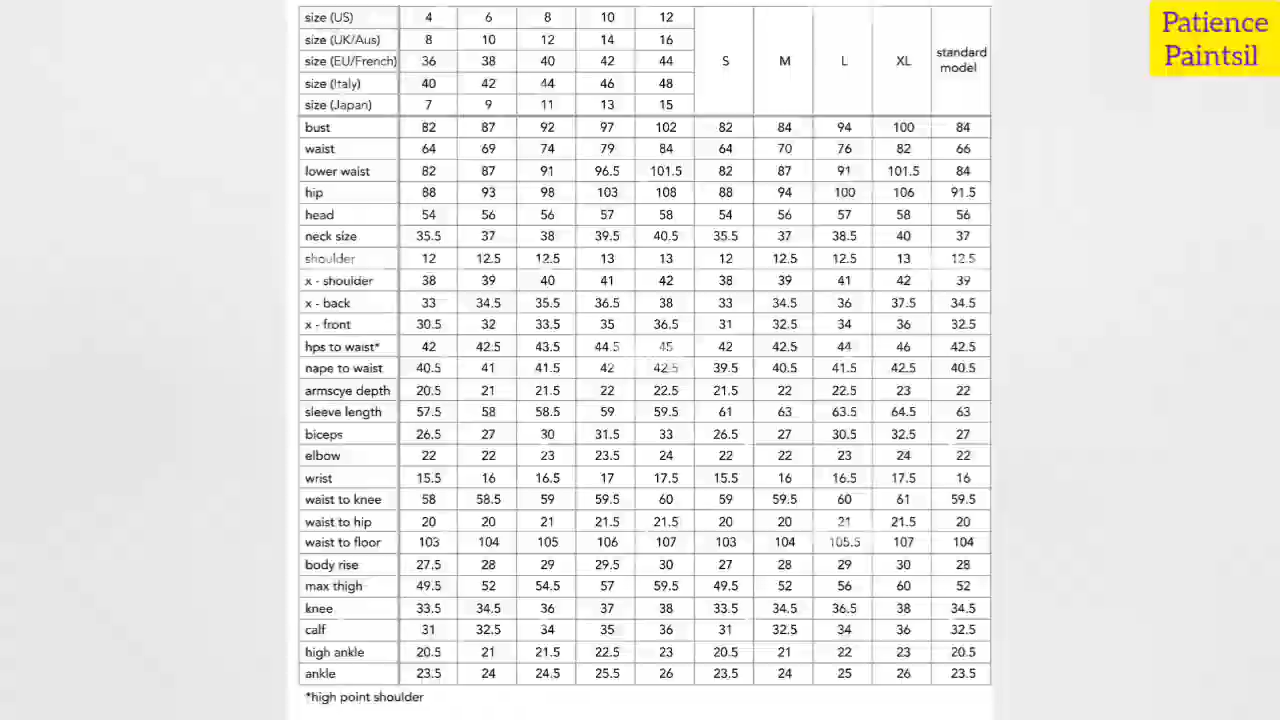 size (US) 4 6 8 10 12
size (UK/Aus) 8 10 12 14 16
size (EU/French) 36 38 40 42 44 S M L XL standard model
size (Italy) 40 42 44 46 48
size (Japan) 7 9 11 13 15
bust 82 87 92 97 102 82 84 94 100 84
waist 64 69 74 79 84 64 70 76 82 66
lower waist 82 87 91 96.5 101.5 82 87 91 101.5 84
hip 88 93 98 103 108 88 94 100 106 91.5
head 54 56 56 57 58 54 56 57 58 56
neck size 35.5 37 38 39.5 40.5 35.5 37 38.5 40 37
shoulder 12 12.5 12.5 13 13 12 12.5 12.5 13 12.5
x - shoulder 38 39 40 41 42 38 39 41 42 39
x - back 33 34.5 35.5 36.5 38 33 34.5 36 37.5 34.5
x - front 30.5 32 33.5 35 36.5 31 32.5 34 36 32.5
hps to waist* 42 42.5 43.5 44.5 45 42 42.5 44 46 42.5
nape to waist 40.5 41 41.5 42 42.5 39.5 40.5 41.5 42.5 40.5
armscye depth 20.5 21 21.5 22 22.5 21.5 22 22.5 23 22
sleeve length 57.5 58 58.5 59 59.5 61 63 63.5 64.5 63
biceps 26.5 27 30 31.5 33 26.5 27 30.5 32.5 27
elbow 22 22 23 23.5 24 22 22 23 24 22
wrist 15.5 16 16.5 17 17.5 15.5 16 16.5 17.5 16
waist to knee 58 58.5 59 59.5 60 59 59.5 60 61 59.5
waist to hip 20 20 21 21.5 21.5 20 20 21 21.5 20
waist to floor 103 104 105 106 107 103 104 105.5 107 104
body rise 27.5 28 29 29.5 30 27 28 29 30 28
max thigh 49.5 52 54.5 57 59.5 49.5 52 56 60 52
knee 33.5 34.5 36 37 38 33.5 34.5 36.5 38 34.5
calf 31 32.5 34 35 36 31 32.5 34 36 32.5
high ankle 20.5 21 21.5 22.5 23 20.5 21 22 23 20.5
ankle 23.5 24 24.5 25.5 26 23.5 24 25 26 23.5
*high point shoulder
Patience
Paintsil